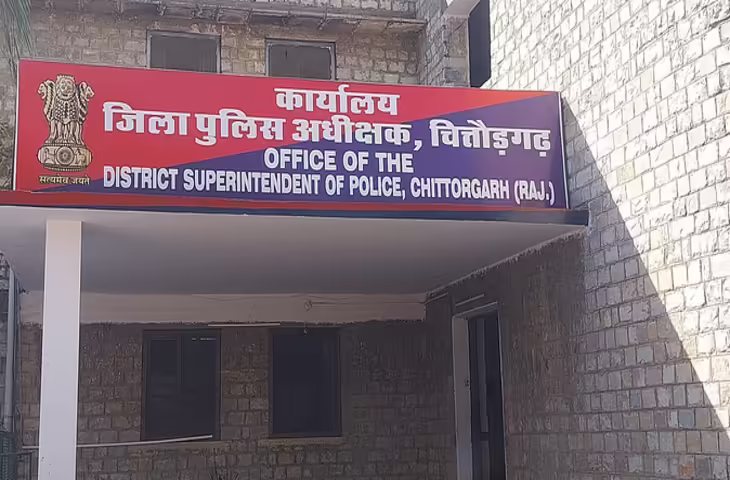 कार्यालय
जिला पुलिस अधीक्षक, चित्तौड़गढ़
OFFICE OF THE
DISTRICT SUPERINTENDENT OF POLICE, CHITTORGARH (RAJ.)
सत्यमेव जयते